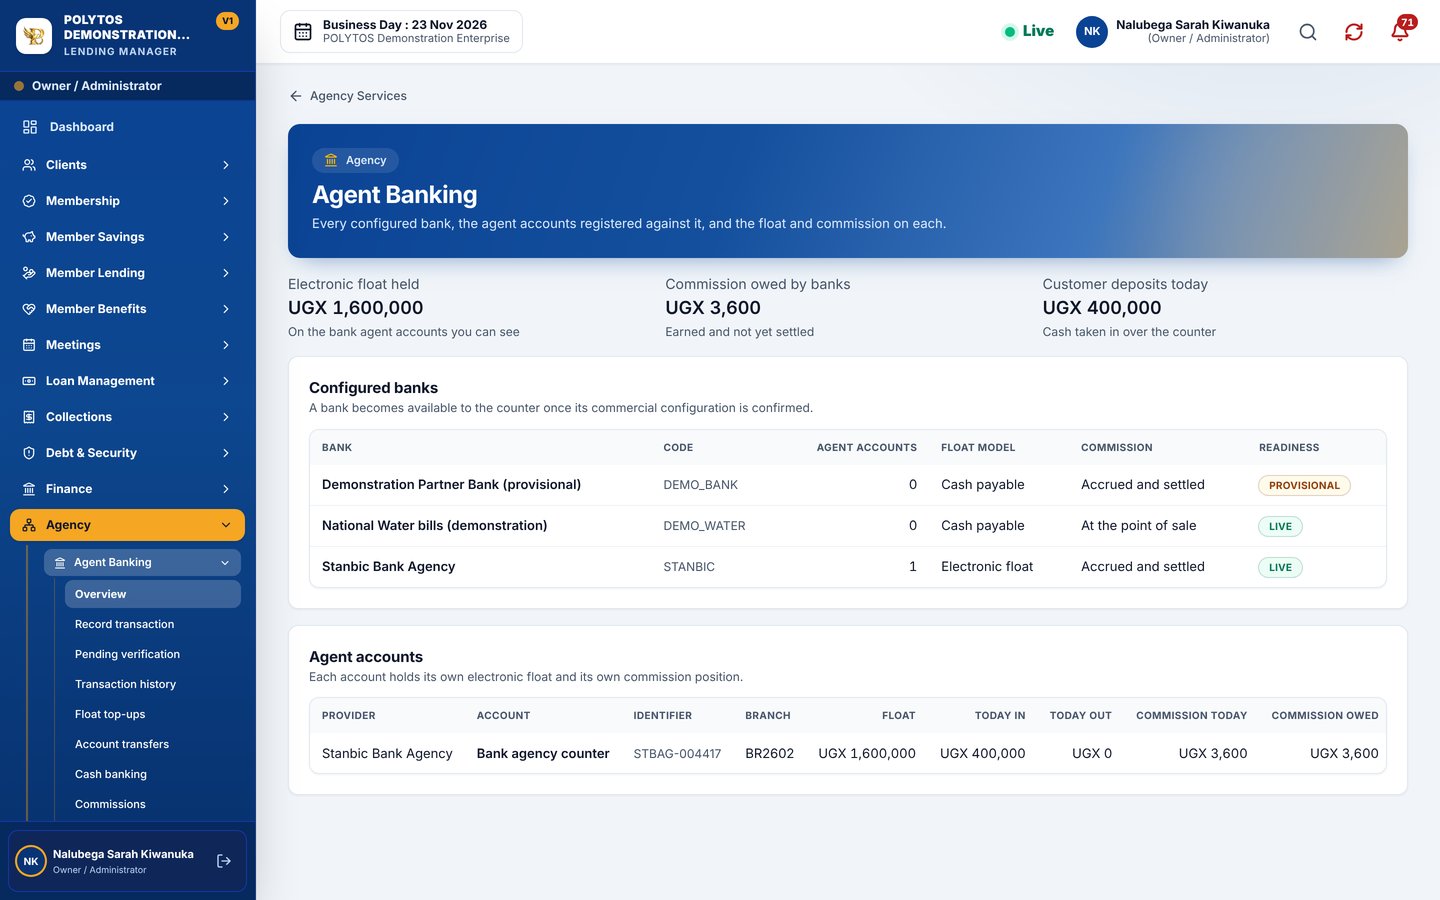 POLYTOS
DEMONSTRATION...
LENDING MANAGER
V1
Owner / Administrator
Dashboard
Clients
Membership
Member Savings
Member Lending
Member Benefits
Meetings
Loan Management
Collections
Debt & Security
Finance
Agency
Agent Banking
Overview
Record transaction
Pending verification
Transaction history
Float top-ups
Account transfers
Cash banking
Commissions
NK
Nalubega Sarah Kiwanuka
Owner / Administrator
Business Day : 23 Nov 2026
POLYTOS Demonstration Enterprise
Live
NK
Nalubega Sarah Kiwanuka
(Owner / Administrator)
71
Agency Services
Agency
Agent Banking
Every configured bank, the agent accounts registered against it, and the float and commission on each.
Electronic float held
UGX 1,600,000
On the bank agent accounts you can see
Commission owed by banks
UGX 3,600
Earned and not yet settled
Customer deposits today
UGX 400,000
Cash taken in over the counter
Configured banks
A bank becomes available to the counter once its commercial configuration is confirmed.
BANK CODE AGENT ACCOUNTS FLOAT MODEL COMMISSION READINESS
Demonstration Partner Bank (provisional) DEMO_BANK 0 Cash payable Accrued and settled PROVISIONAL
National Water bills (demonstration) DEMO_WATER 0 Cash payable At the point of sale LIVE
Stanbic Bank Agency STANBIC 1 Electronic float Accrued and settled LIVE
Agent accounts
Each account holds its own electronic float and its own commission position.
PROVIDER ACCOUNT IDENTIFIER BRANCH FLOAT TODAY IN TODAY OUT COMMISSION TODAY COMMISSION OWED
Stanbic Bank Agency Bank agency counter STBAG-004417 BR2602 UGX 1,600,000 UGX 400,000 UGX 0 UGX 3,600 UGX 3,600